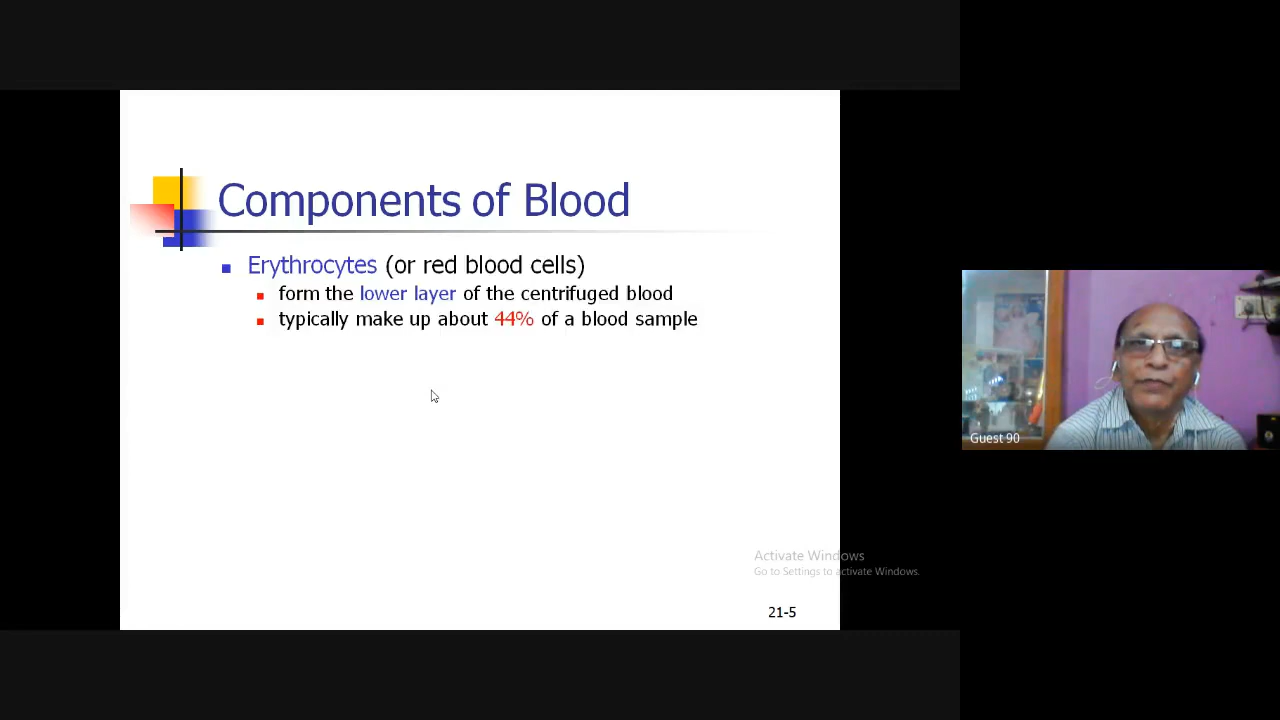 Components of Blood
Erythrocytes (or red blood cells)
form the lower layer of the centrifuged blood
typically make up about 44% of a blood sample
Guest 90
Activate Windows
Go to Settings to activate Windows.
21-5